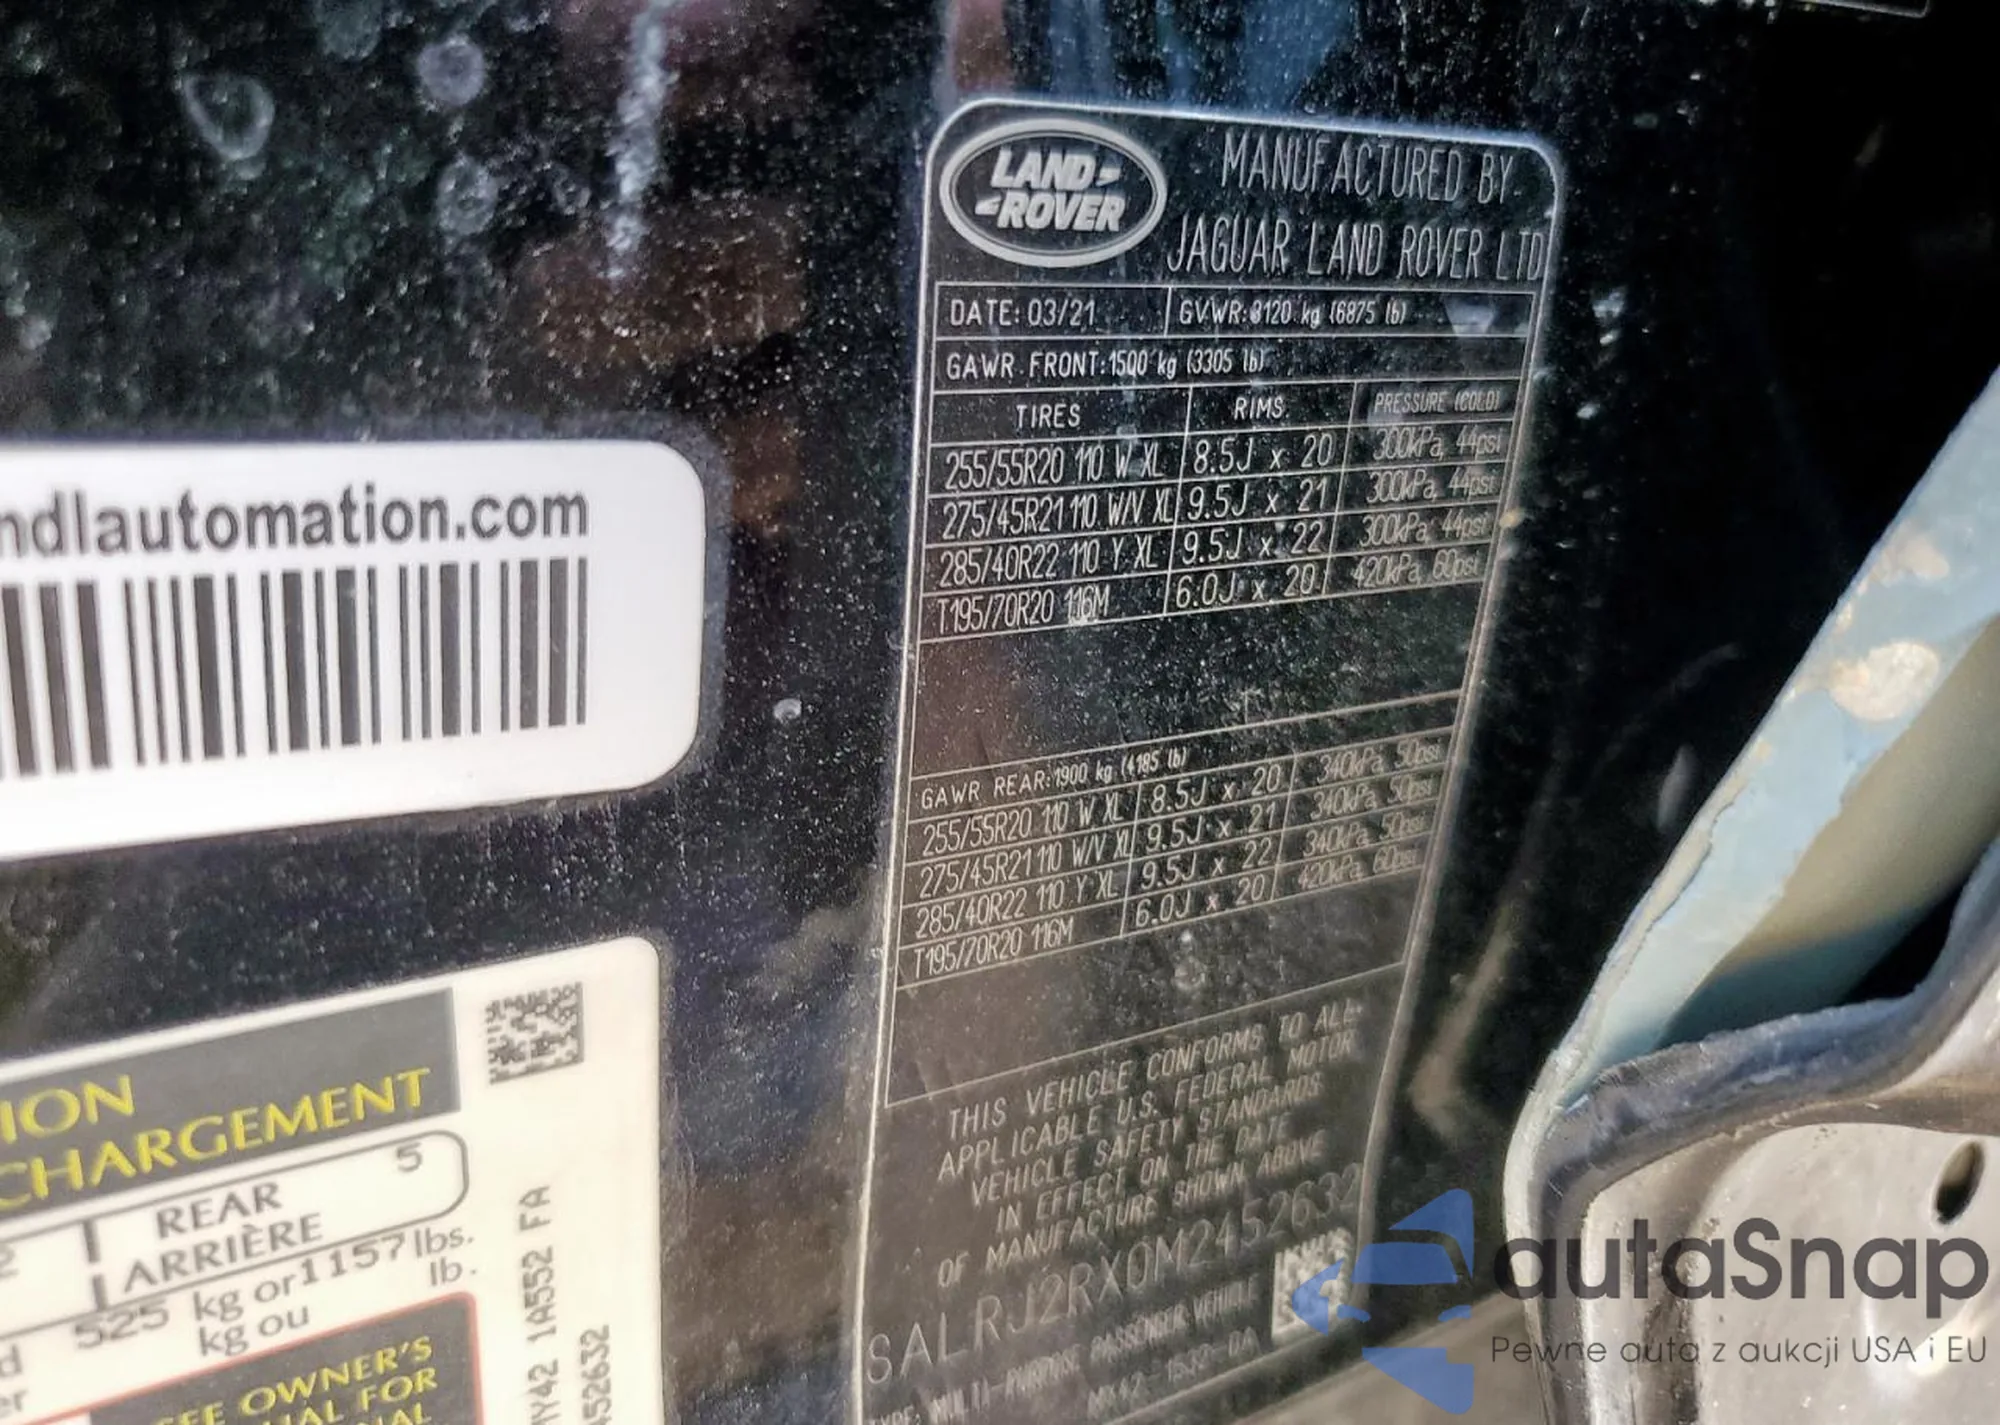 LAND
ROVER
MANUFACTURED BY
JAGUAR LAND ROVER LTD
DATE: 03/21
GVWR: 3120 kg (6875 lb)
GAWR FRONT: 1500 kg (3305 lb)
TIRES RIMS PRESSURE (COLD)
255/55R20 110 W XL 8.5J x 20 300kPa, 44psi
275/45R21 110 W/V XL 9.5J x 21 300kPa, 44psi
285/40R22 110 Y XL 9.5J x 22 300kPa, 44psi
T195/70R20 116M 6.0J x 20 420kPa, 60psi
GAWR REAR: 1900 kg (4185 lb)
255/55R20 110 W XL 8.5J x 20 340kPa, 50psi
275/45R21 110 W/V XL 9.5J x 21 340kPa, 50psi
285/40R22 110 Y XL 9.5J x 22 340kPa, 50psi
T195/70R20 116M 6.0J x 20 420kPa, 60psi
THIS VEHICLE CONFORMS TO ALL
APPLICABLE U.S. FEDERAL MOTOR
VEHICLE SAFETY STANDARDS
IN EFFECT ON THE DATE
OF MANUFACTURE SHOWN ABOVE
SALRJ2RX0M2452632
TYPE: MULTI-PURPOSE PASSENGER VEHICLE
ndlautomation.com
ION
CHARGEMENT
REAR 5
ARRIÈRE
525 kg or 1157 lbs.
kg ou lb.
SEE OWNER'S
UAL FOR
NAL
MY42 1A552 FA
452632
autaSnap
Pewne auta z aukcji USA i EU